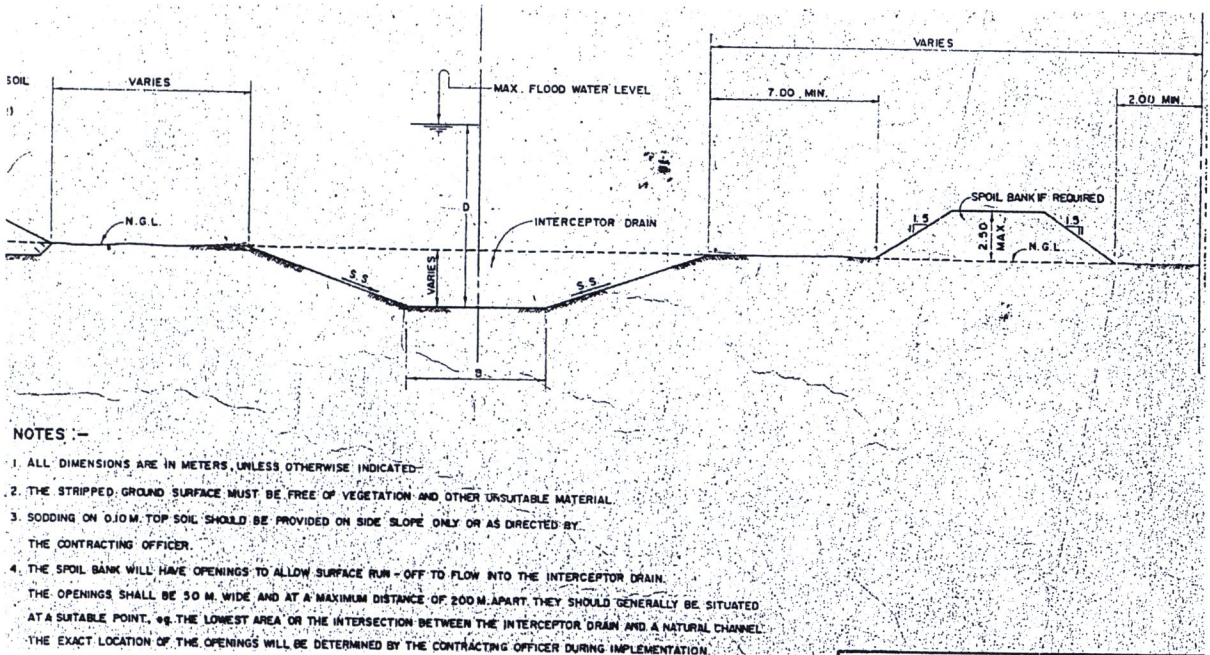 VARIES
SOIL
VARIES
MAX. FLOOD WATER LEVEL
7.00 MIN.
2.00 MIN.
SPOIL BANK IF REQUIRED
N.G.L.
D
INTERCEPTOR DRAIN
1.5
1
2.50
MAX.
1.5
1
N.G.L.
S.S.
VARIES
S.S.
B
NOTES :-
1. ALL DIMENSIONS ARE IN METERS, UNLESS OTHERWISE INDICATED
2. THE STRIPPED GROUND SURFACE MUST BE FREE OF VEGETATION AND OTHER UNSUITABLE MATERIAL.
3. SODDING ON 0.10 M. TOP SOIL SHOULD BE PROVIDED ON SIDE SLOPE ONLY OR AS DIRECTED BY
THE CONTRACTING OFFICER.
4. THE SPOIL BANK WILL HAVE OPENINGS TO ALLOW SURFACE RUN-OFF TO FLOW INTO THE INTERCEPTOR DRAIN.
THE OPENINGS SHALL BE 50 M. WIDE AND AT A MAXIMUM DISTANCE OF 200 M. APART. THEY SHOULD GENERALLY BE SITUATED
AT A SUITABLE POINT, eg. THE LOWEST AREA OR THE INTERSECTION BETWEEN THE INTERCEPTOR DRAIN AND A NATURAL CHANNEL.
THE EXACT LOCATION OF THE OPENINGS WILL BE DETERMINED BY THE CONTRACTING OFFICER DURING IMPLEMENTATION